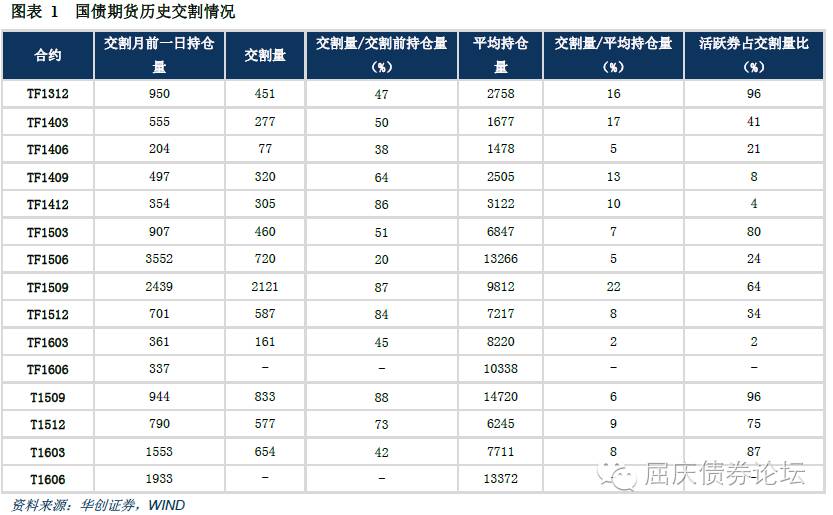 图表 1 国债期货历史交割情况
合约 交割月前一日持仓量 交割量 交割量/交割前持仓量（%） 平均持仓量 交割量/平均持仓量（%） 活跃券占交割量比（%）
TF1312 950 451 47 2758 16 96
TF1403 555 277 50 1677 17 41
TF1406 204 77 38 1478 5 21
TF1409 497 320 64 2505 13 8
TF1412 354 305 86 3122 10 4
TF1503 907 460 51 6847 7 80
TF1506 3552 720 20 13266 5 24
TF1509 2439 2121 87 9812 22 64
TF1512 701 587 84 7217 8 34
TF1603 361 161 45 8220 2 2
TF1606 337 - - 10338 - -
T1509 944 833 88 14720 6 96
T1512 790 577 73 6245 9 75
T1603 1553 654 42 7711 8 87
T1606 1933 - - 13372 - -
屈庆债券论坛
资料来源：华创证券，WIND